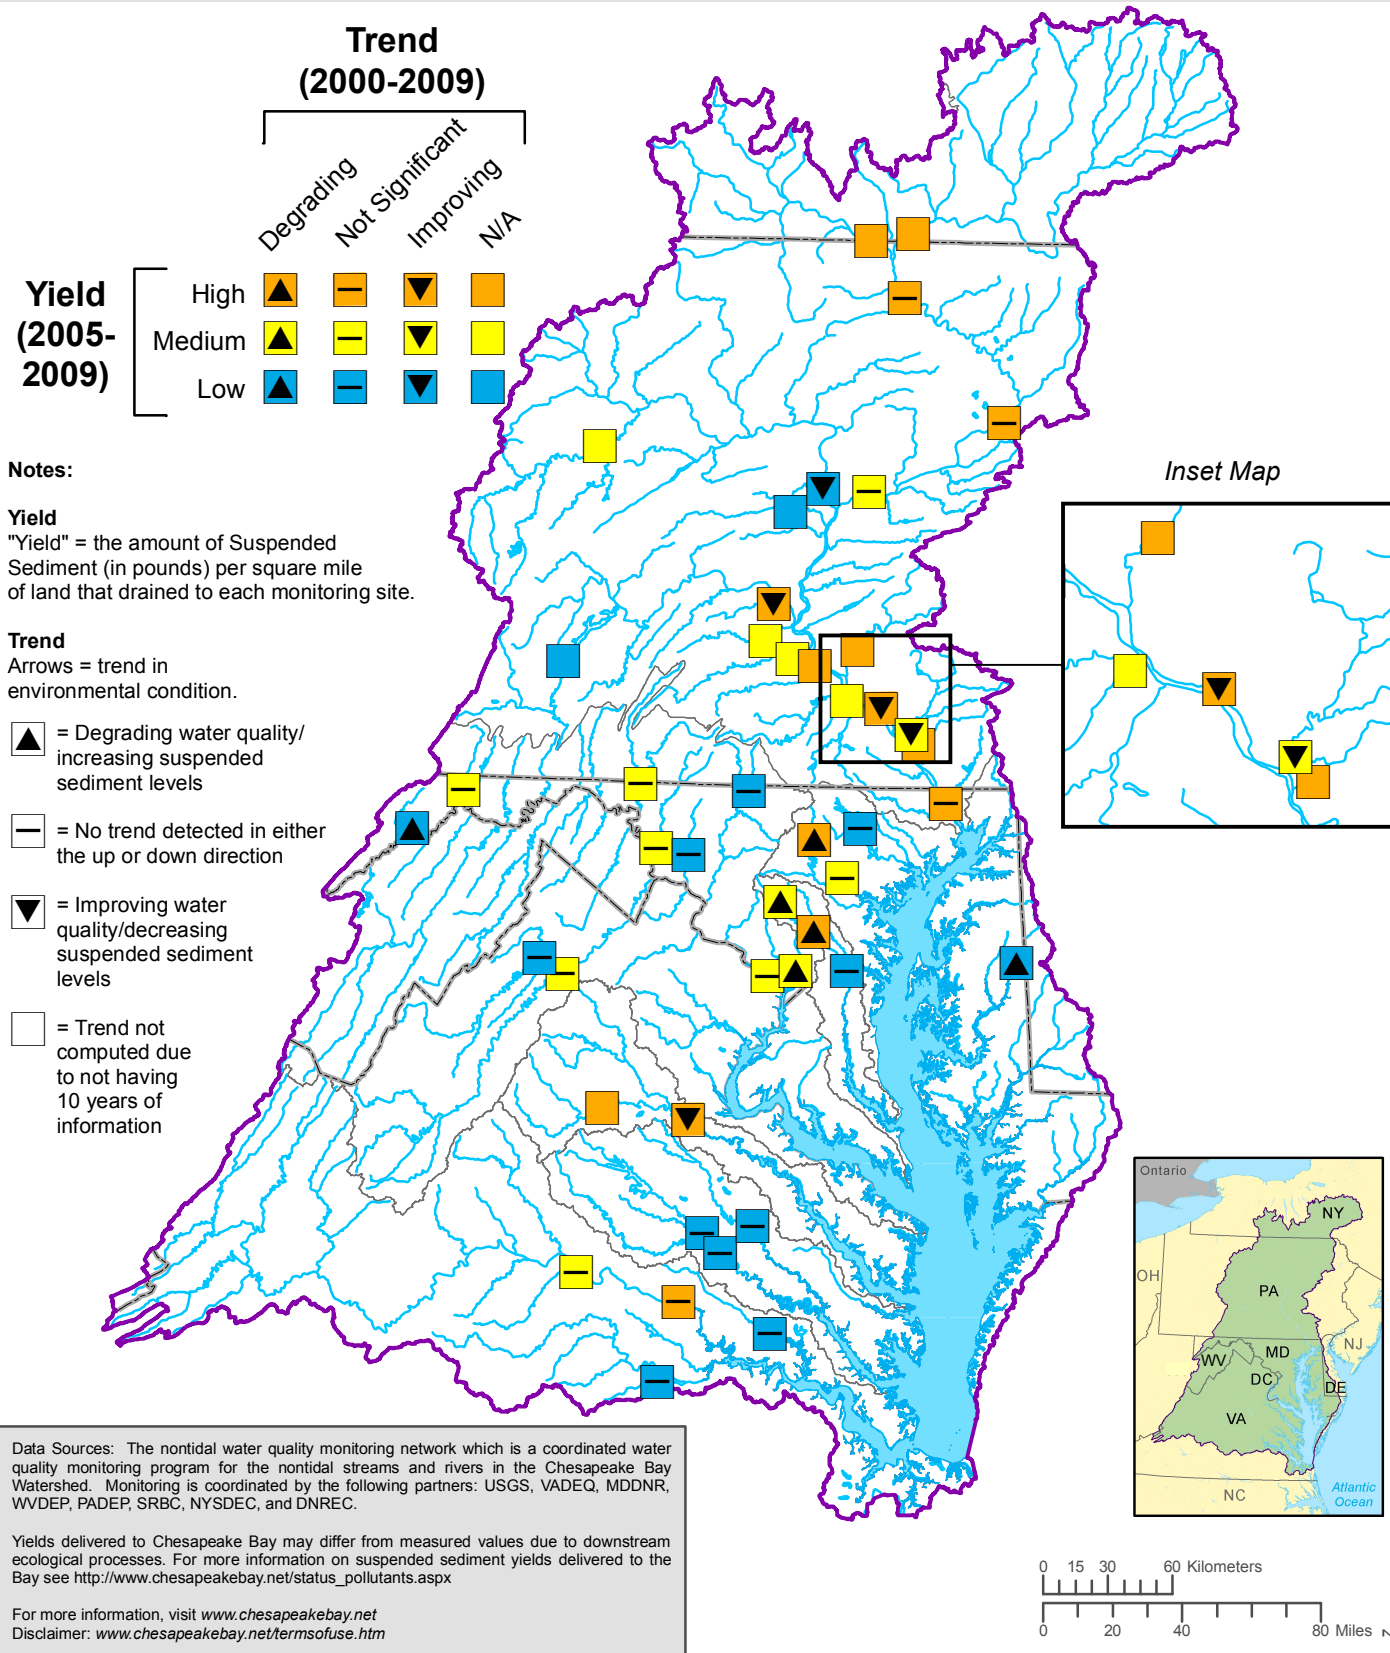 Trend
(2000-2009)
Degrading
Not Significant
Improving
N/A
Yield
(2005-
2009)
High
Medium
Low
Notes:
Yield
"Yield" = the amount of Suspended
Sediment (in pounds) per square mile
of land that drained to each monitoring site.
Trend
Arrows = trend in
environmental condition.
= Degrading water quality/
increasing suspended
sediment levels
= No trend detected in either
the up or down direction
= Improving water
quality/decreasing
suspended sediment
levels
= Trend not
computed due
to not having
10 years of
information
Inset Map
Ontario
NY
OH
PA
NJ
MD
WV
DC
DE
VA
NC
Atlantic
Ocean
Data Sources: The nontidal water quality monitoring network which is a coordinated water
quality monitoring program for the nontidal streams and rivers in the Chesapeake Bay
Watershed. Monitoring is coordinated by the following partners: USGS, VADEQ, MDDNR,
WVDEP, PADEP, SRBC, NYSDEC, and DNREC.
Yields delivered to Chesapeake Bay may differ from measured values due to downstream
ecological processes. For more information on suspended sediment yields delivered to the
Bay see http://www.chesapeakebay.net/status_pollutants.aspx
For more information, visit www.chesapeakebay.net
Disclaimer: www.chesapeakebay.net/termsofuse.htm
0 15 30 60 Kilometers
0 20 40 80 Miles